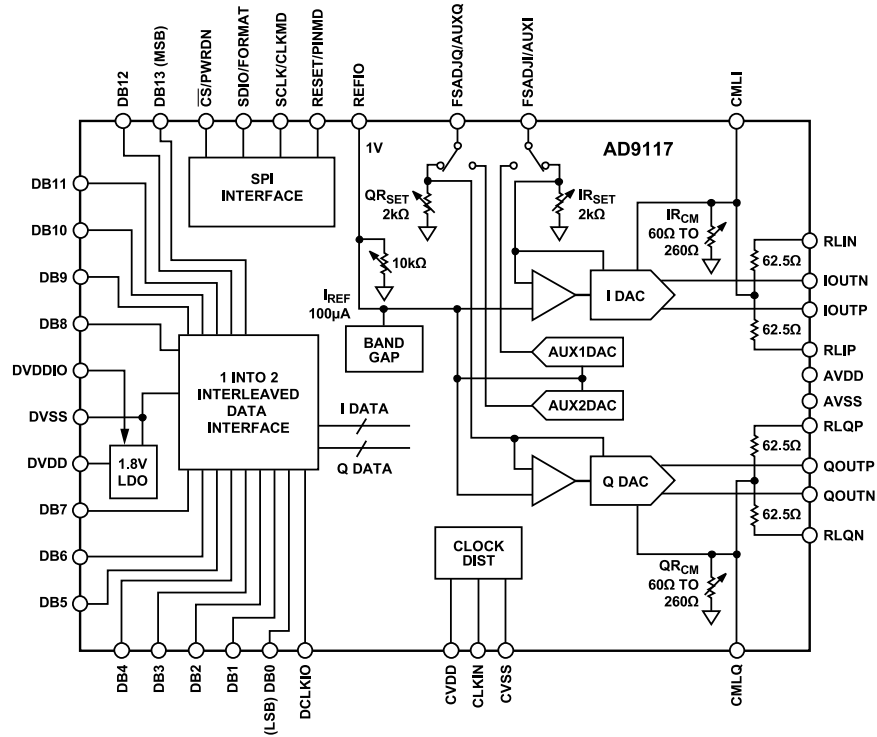 DB12
DB13 (MSB)
CS/PWRDN
SDIO/FORMAT
SCLK/CLKMD
RESET/PINMD
REFIO
FSADJQ/AUXQ
FSADJI/AUXI
CMLI
AD9117
1V
SPI
INTERFACE
DB11
DB10
DB9
DB8
DVDDIO
DVSS
DVDD
DB7
DB6
DB5
QRSET
2kΩ
IRSET
2kΩ
IRCM
60Ω TO
260Ω
10kΩ
IREF
100µA
BAND
GAP
I DAC
AUX1DAC
AUX2DAC
Q DAC
62.5Ω
62.5Ω
62.5Ω
62.5Ω
RLIN
IOUTN
IOUTP
RLIP
AVDD
AVSS
RLQP
QOUTP
QOUTN
RLQN
1 INTO 2
INTERLEAVED
DATA
INTERFACE
I DATA
Q DATA
1.8V
LDO
CLOCK
DIST
QRCM
60Ω TO
260Ω
DB4
DB3
DB2
DB1
(LSB) DB0
DCLKIO
CVDD
CLKIN
CVSS
CMLQ